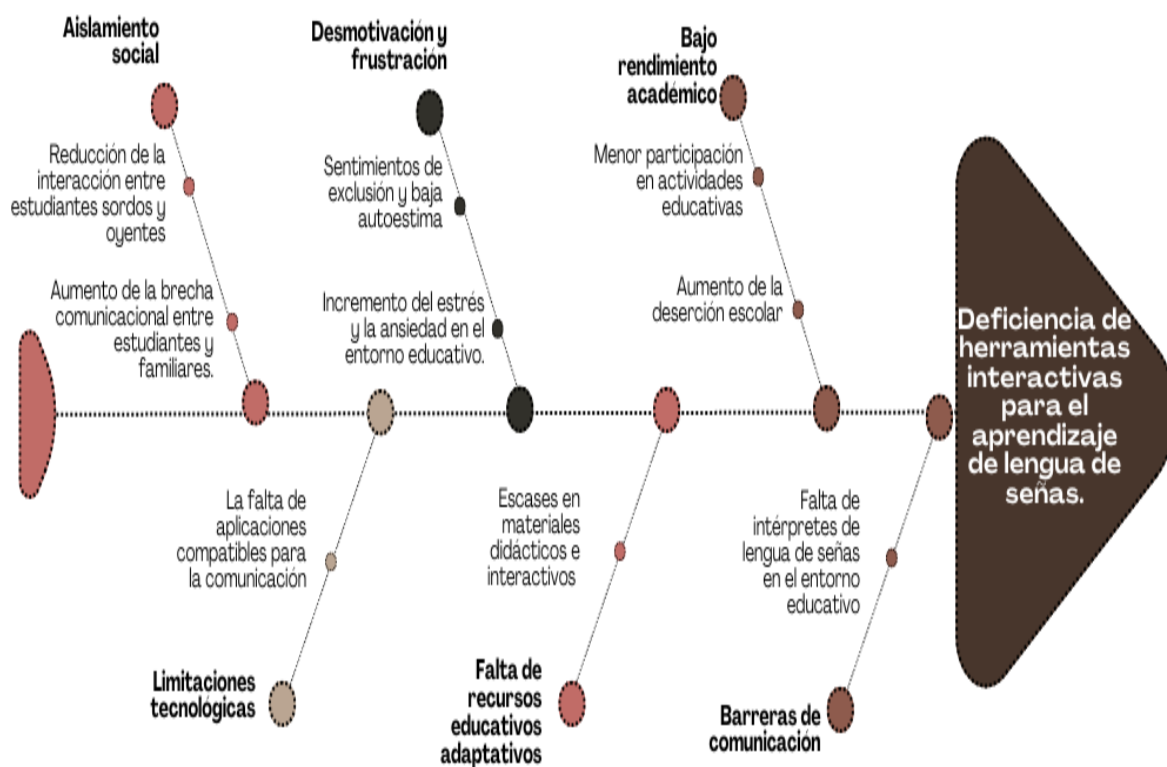 Aislamiento
social
Reducción de la
interacción entre
estudiantes sordos y
oyentes
Aumento de la brecha
comunicacional entre
estudiantes y
familiares.
Desmotivación y
frustración
Sentimientos de
exclusión y baja
autoestima
Incremento del estrés
y la ansiedad en el
entorno educativo.
Bajo
rendimiento
académico
Menor participación
en actividades
educativas
Aumento de la
deserción escolar
La falta de
aplicaciones
compatibles para
la comunicación
Limitaciones
tecnológicas
Escases en
materiales
didácticos e
interactivos
Falta de
recursos
educativos
adaptativos
Falta de
intérpretes de
lengua de señas
en el entorno
educativo
Barreras de
comunicación
Deficiencia de
herramientas
interactivas
para el
aprendizaje
de lengua de
señas.